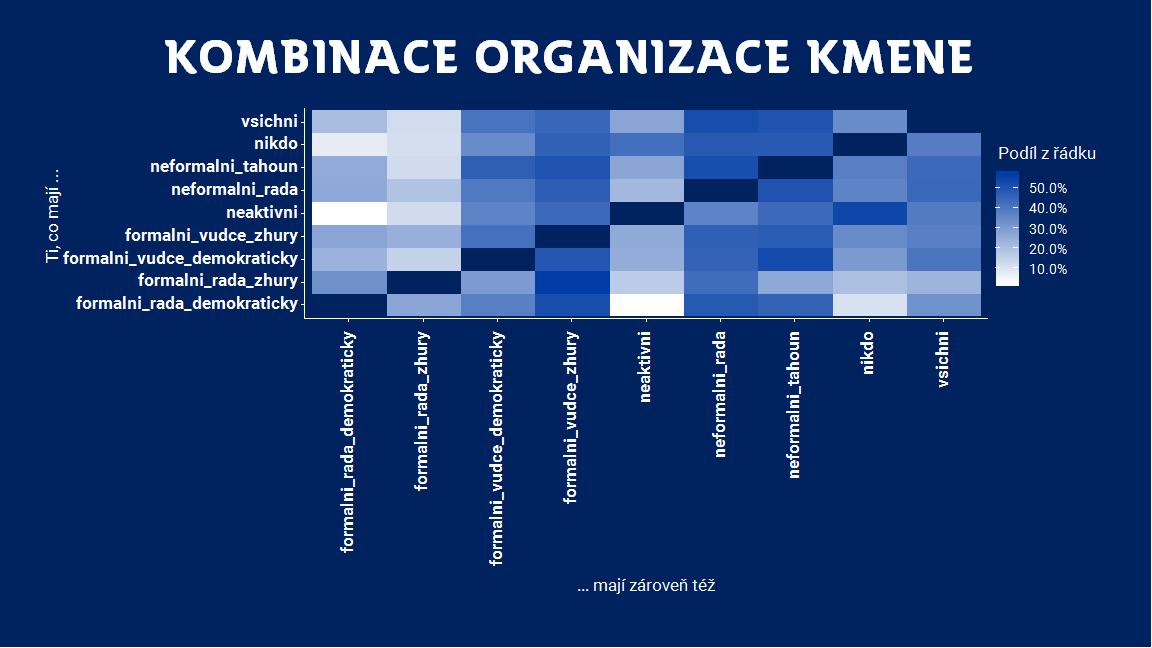 KOMBINACE ORGANIZACE KMENE
Ti, co mají ...
vsichni
nikdo
neformalni_tahoun
neformalni_rada
neaktivni
formalni_vudce_zhury
formalni_vudce_demokraticky
formalni_rada_zhury
formalni_rada_demokraticky
formalni_rada_demokraticky
formalni_rada_zhury
formalni_vudce_demokraticky
formalni_vudce_zhury
neaktivni
neformalni_rada
neformalni_tahoun
nikdo
vsichni
... mají zároveň též
Podíl z řádku
50.0%
40.0%
30.0%
20.0%
10.0%